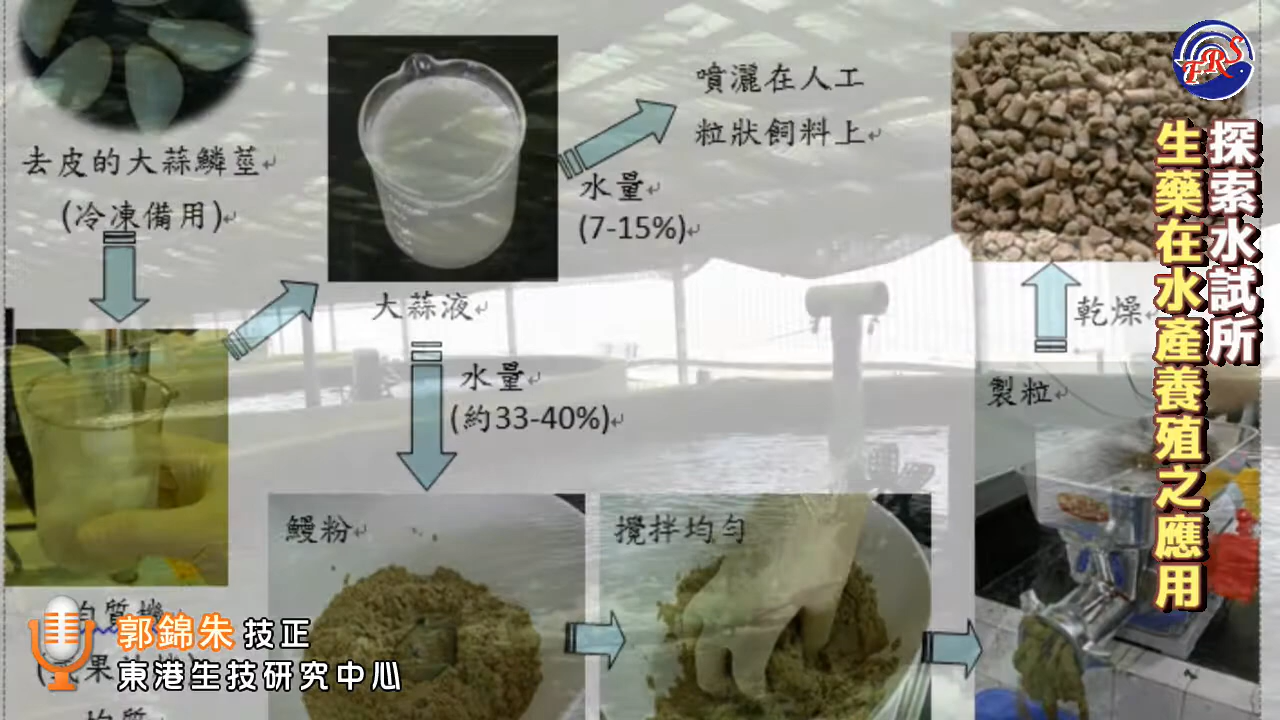 去皮的大蒜鱗莖
(冷凍備用)
大蒜液
噴灑在人工
粒狀飼料上
水量
(7-15%)
水量
(約33-40%)
鰻粉
攪拌均勻
製粒
乾燥
均質
FRS
探索水試所
生藥在水產養殖之應用
郭錦朱 技正
東港生技研究中心